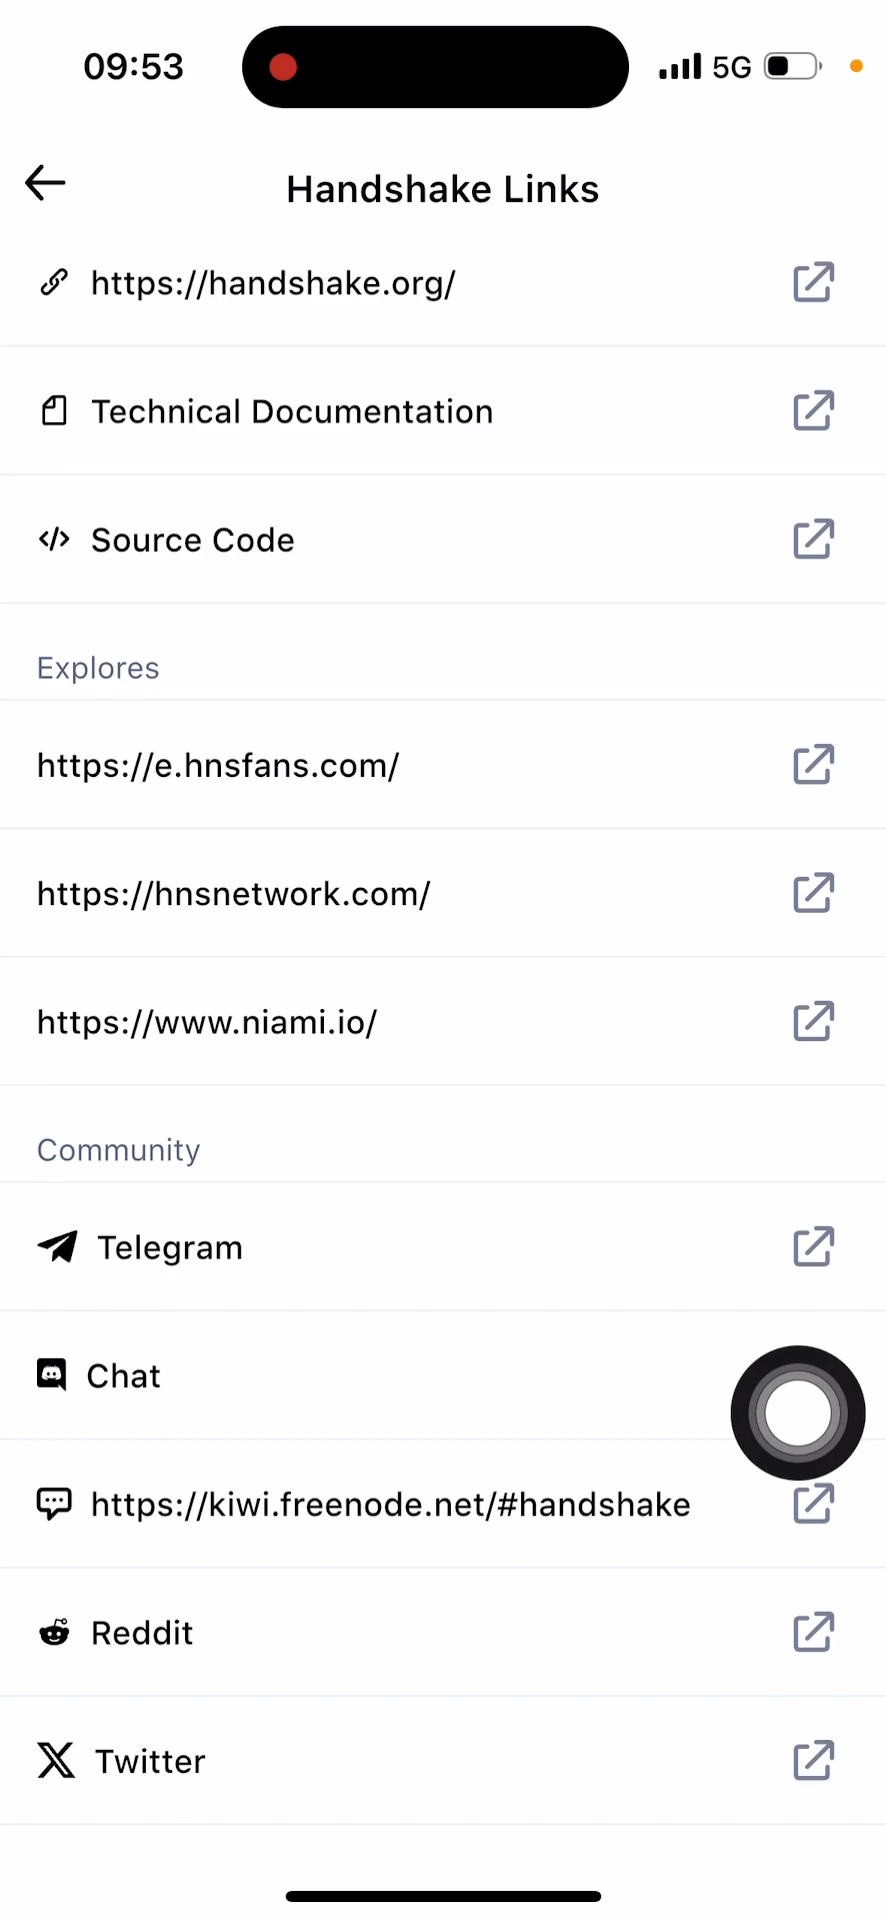 09:53
5G
Handshake Links
https://handshake.org/
Technical Documentation
Source Code
Explores
https://e.hnsfans.com/
https://hnsnetwork.com/
https://www.niami.io/
Community
Telegram
Chat
https://kiwi.freenode.net/#handshake
Reddit
Twitter